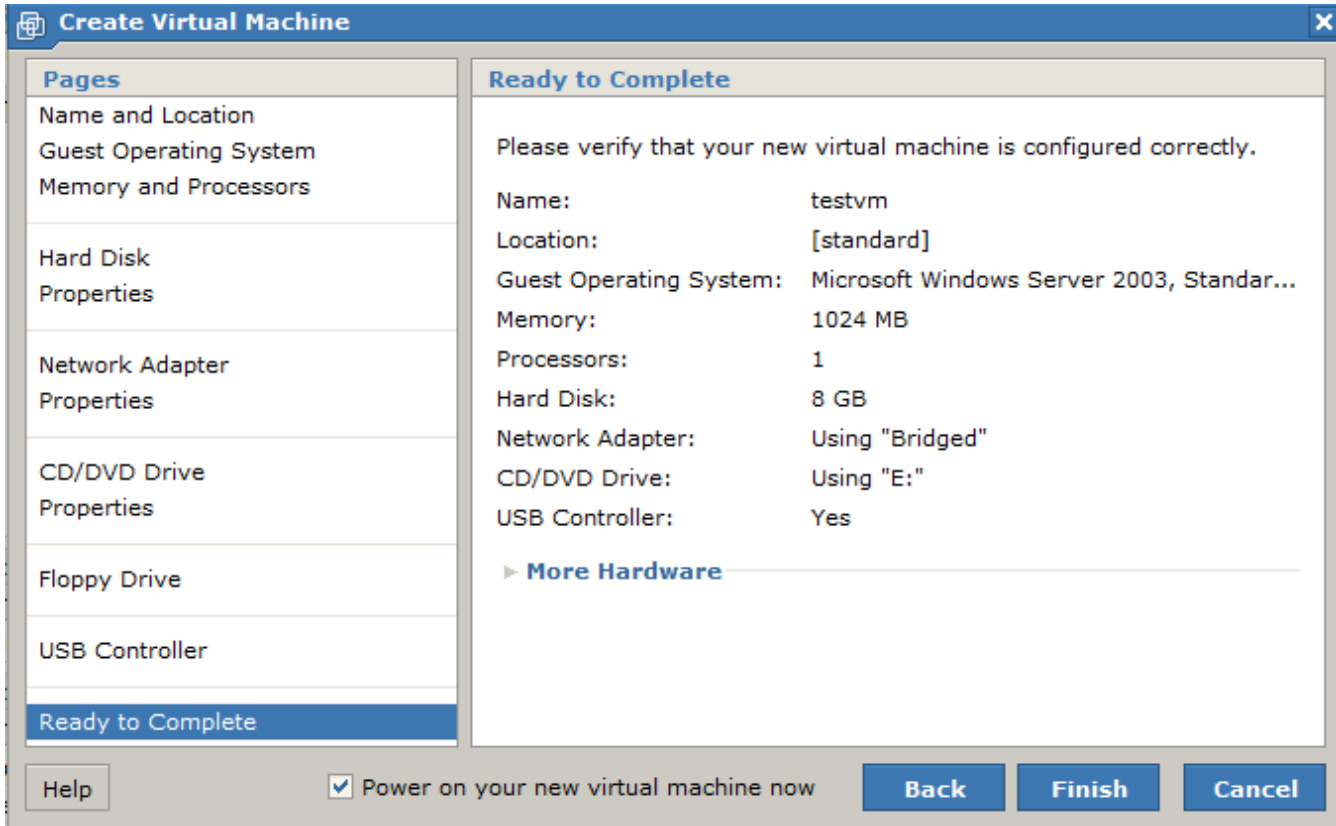 Create Virtual Machine
Pages
Name and Location
Guest Operating System
Memory and Processors
Hard Disk
Properties
Network Adapter
Properties
CD/DVD Drive
Properties
Floppy Drive
USB Controller
Ready to Complete
Ready to Complete
Please verify that your new virtual machine is configured correctly.
Name: testvm
Location: [standard]
Guest Operating System: Microsoft Windows Server 2003, Standar...
Memory: 1024 MB
Processors: 1
Hard Disk: 8 GB
Network Adapter: Using "Bridged"
CD/DVD Drive: Using "E:"
USB Controller: Yes
More Hardware
Help Power on your new virtual machine now Back Finish Cancel